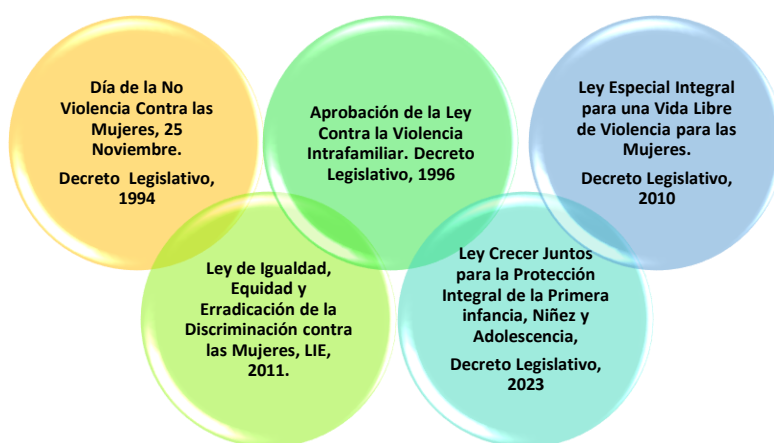 Día de la No
Violencia Contra las
Mujeres, 25
Noviembre.
Decreto Legislativo,
1994
Aprobación de la Ley
Contra la Violencia
Intrafamiliar. Decreto
Legislativo, 1996
Ley Especial Integral
para una Vida Libre
de Violencia para las
Mujeres.
Decreto Legislativo,
2010
Ley de Igualdad,
Equidad y
Erradicación de la
Discriminación contra
las Mujeres, LIE,
2011.
Ley Crecer Juntos
para la Protección
Integral de la Primera
infancia, Niñez y
Adolescencia,
Decreto Legislativo,
2023